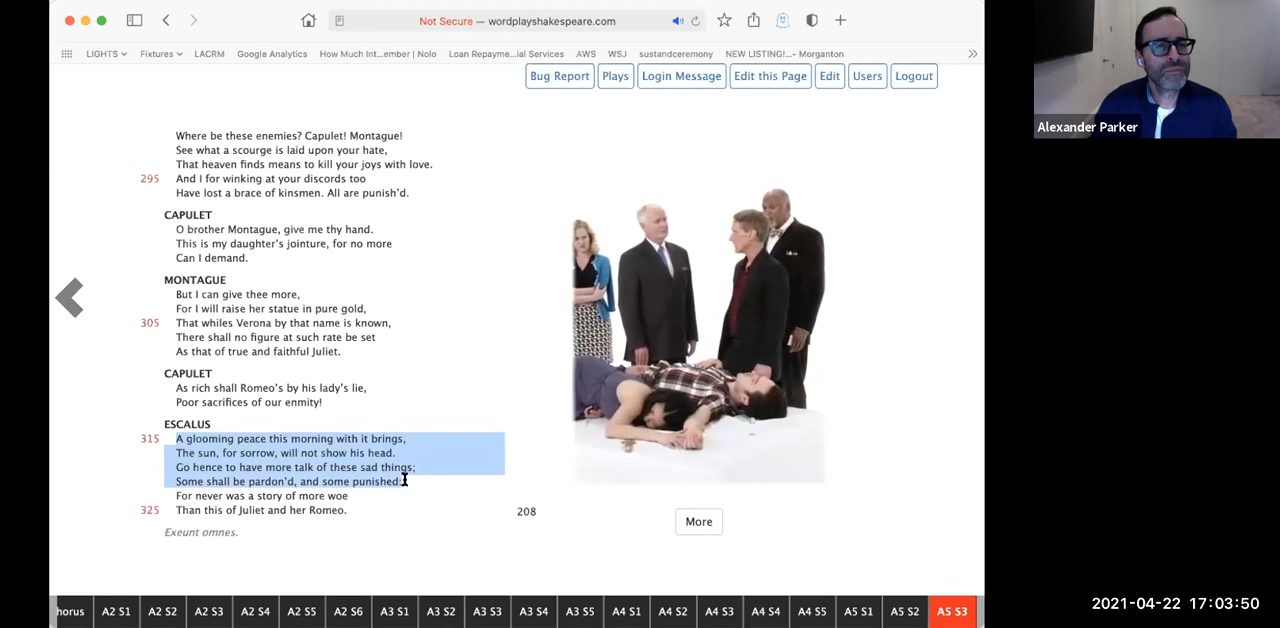 Not Secure — wordplayshakespeare.com
LIGHTS
Fixtures
LACRM
Google Analytics
How Much Int...ember | Nolo
Loan Repayme...ial Services
AWS
WSJ
sustandceremony
NEW LISTING!...- Morganton
Bug Report
Plays
Login Message
Edit this Page
Edit
Users
Logout
Where be these enemies? Capulet! Montague!
See what a scourge is laid upon your hate,
That heaven finds means to kill your joys with love.
295 And I for winking at your discords too
Have lost a brace of kinsmen. All are punish'd.
CAPULET
O brother Montague, give me thy hand.
This is my daughter's jointure, for no more
Can I demand.
MONTAGUE
But I can give thee more,
For I will raise her statue in pure gold,
305 That whiles Verona by that name is known,
There shall no figure at such rate be set
As that of true and faithful Juliet.
CAPULET
As rich shall Romeo's by his lady's lie,
Poor sacrifices of our enmity!
ESCALUS
315 A glooming peace this morning with it brings,
The sun, for sorrow, will not show his head.
Go hence to have more talk of these sad things;
Some shall be pardon'd, and some punished:
For never was a story of more woe
325 Than this of Juliet and her Romeo.
Exeunt omnes.
208
More
horus
A2 S1
A2 S2
A2 S3
A2 S4
A2 S5
A2 S6
A3 S1
A3 S2
A3 S3
A3 S4
A3 S5
A4 S1
A4 S2
A4 S3
A4 S4
A4 S5
A5 S1
A5 S2
A5 S3
Alexander Parker
2021-04-22 17:03:50